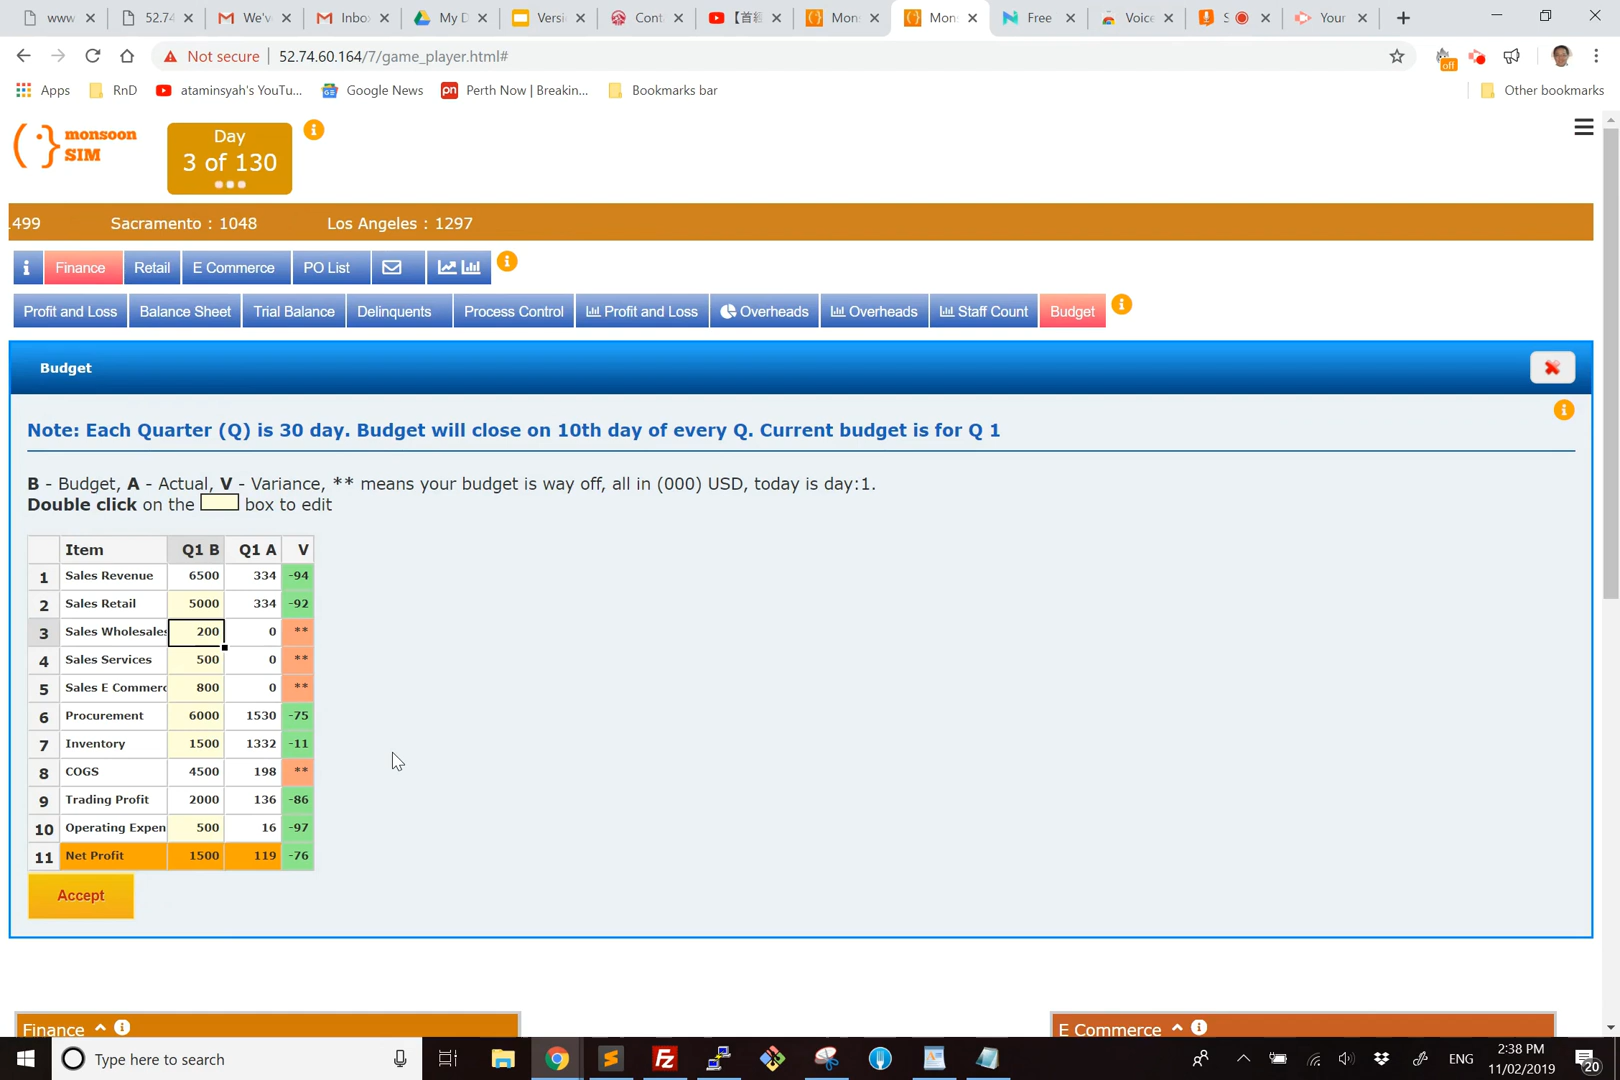 www
52.74
We'v
Inbo
My D
Versi
Cont
【首
Mon
Mon
Free
Voice
S
Your
Not secure | 52.74.60.164/7/game_player.html#
off
Apps
RnD
ataminsyah's YouTu...
Google News
pn
Perth Now | Breakin...
Bookmarks bar
Other bookmarks
monsoon
SIM
Day
3 of 130
499 Sacramento : 1048 Los Angeles : 1297
Finance Retail E Commerce PO List
Profit and Loss Balance Sheet Trial Balance Delinquents Process Control Profit and Loss Overheads Overheads Staff Count Budget
Budget
Note: Each Quarter (Q) is 30 day. Budget will close on 10th day of every Q. Current budget is for Q 1
B - Budget, A - Actual, V - Variance, ** means your budget is way off, all in (000) USD, today is day:1.
Double click on the box to edit
Item Q1 B Q1 A V
1 Sales Revenue 6500 334 -94
2 Sales Retail 5000 334 -92
3 Sales Wholesales 200 0 **
4 Sales Services 500 0 **
5 Sales E Commerc 800 0 **
6 Procurement 6000 1530 -75
7 Inventory 1500 1332 -11
8 COGS 4500 198 **
9 Trading Profit 2000 136 -86
10 Operating Expen 500 16 -97
11 Net Profit 1500 119 -76
Accept
Finance
E Commerce
Type here to search
ENG
2:38 PM
11/02/2019
20